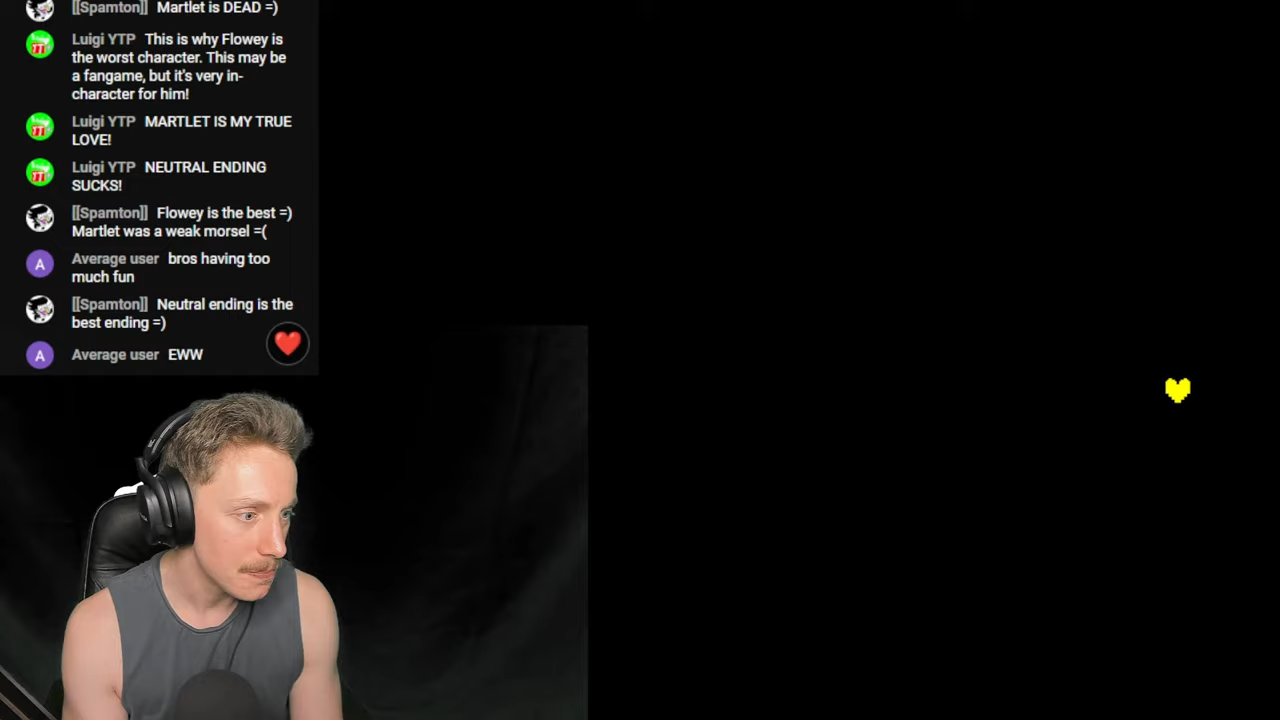 [[Spamton]] Martlet is DEAD =)
Luigi YTP This is why Flowey is
the worst character. This may be
a fangame, but it's very in-
character for him!
Luigi YTP MARTLET IS MY TRUE
LOVE!
Luigi YTP NEUTRAL ENDING
SUCKS!
[[Spamton]] Flowey is the best =)
Martlet was a weak morsel =(
A Average user bros having too
much fun
[[Spamton]] Neutral ending is the
best ending =)
A Average user EWW